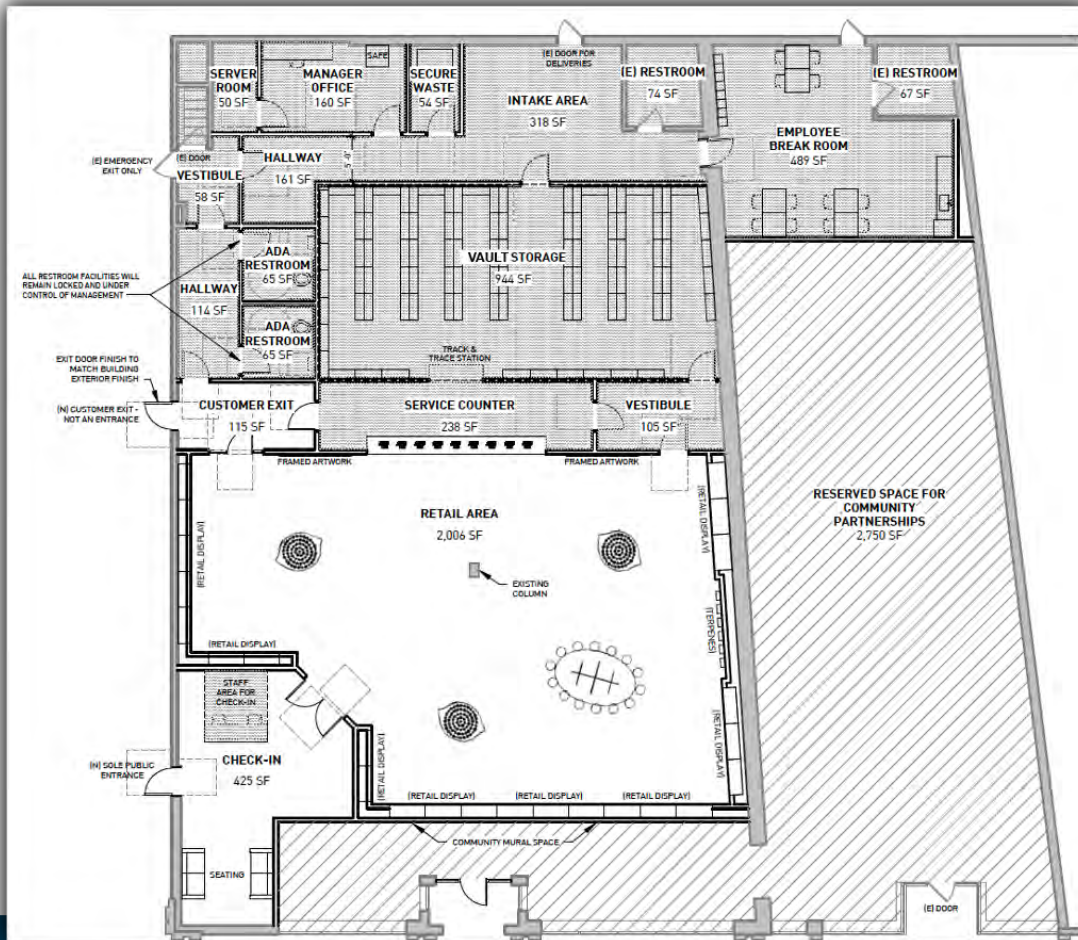 SERVER
ROOM
50 SF
MANAGER
OFFICE
160 SF
SAFE
SECURE
WASTE
54 SF
(E) DOOR FOR
DELIVERIES
INTAKE AREA
318 SF
(E) RESTROOM
74 SF
(E) RESTROOM
67 SF
EMPLOYEE
BREAK ROOM
489 SF
(E) EMERGENCY
EXIT ONLY
(E) DOOR
VESTIBULE
58 SF
HALLWAY
161 SF
5'-0"
ALL RESTROOM FACILITIES WILL
REMAIN LOCKED AND UNDER
CONTROL OF MANAGEMENT
HALLWAY
114 SF
ADA
RESTROOM
65 SF
ADA
RESTROOM
65 SF
VAULT STORAGE
944 SF
TRACK &
TRACE STATION
EXIT DOOR FINISH TO
MATCH BUILDING
EXTERIOR FINISH
(N) CUSTOMER EXIT -
NOT AN ENTRANCE
CUSTOMER EXIT
115 SF
SERVICE COUNTER
238 SF
VESTIBULE
105 SF
FRAMED ARTWORK
FRAMED ARTWORK
RETAIL AREA
2,006 SF
(RETAIL DISPLAY)
(RETAIL DISPLAY)
EXISTING
COLUMN
RESERVED SPACE FOR
COMMUNITY
PARTNERSHIPS
2,750 SF
(TERPENES)
(RETAIL DISPLAY)
STAFF
AREA FOR
CHECK-IN
(RETAIL DISPLAY)
(RETAIL DISPLAY)
(N) SOLE PUBLIC
ENTRANCE
CHECK-IN
425 SF
(RETAIL DISPLAY)
(RETAIL DISPLAY)
(RETAIL DISPLAY)
COMMUNITY MURAL SPACE
SEATING
(E) DOOR